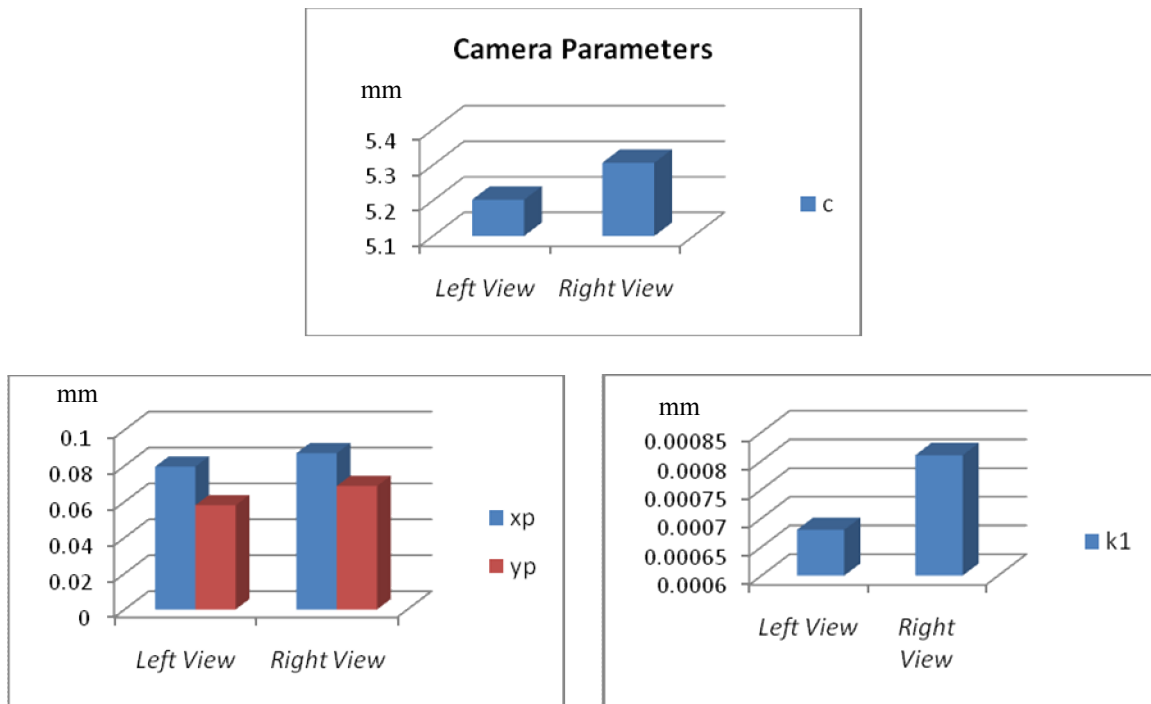 Camera Parameters
mm
5.4
5.3
5.2
5.1
Left View Right View
c
mm
0.1
0.08
0.06
0.04
0.02
0
Left View Right View
xp
yp
mm
0.00085
0.0008
0.00075
0.0007
0.00065
0.0006
Left View Right
View
k1